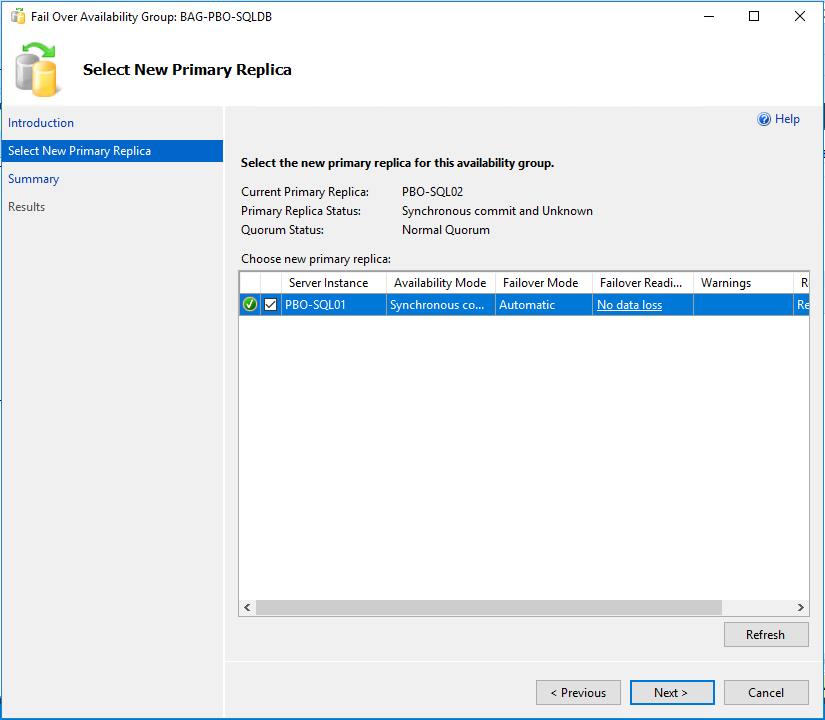 Fail Over Availability Group: BAG-PBO-SQLDB
Select New Primary Replica
Introduction
Select New Primary Replica
Summary
Results
Help
Select the new primary replica for this availability group.
Current Primary Replica: PBO-SQL02
Primary Replica Status: Synchronous commit and Unknown
Quorum Status: Normal Quorum
Choose new primary replica:
Server Instance Availability Mode Failover Mode Failover Readi... Warnings R
PBO-SQL01 Synchronous co... Automatic No data loss Re
Refresh
< Previous Next > Cancel